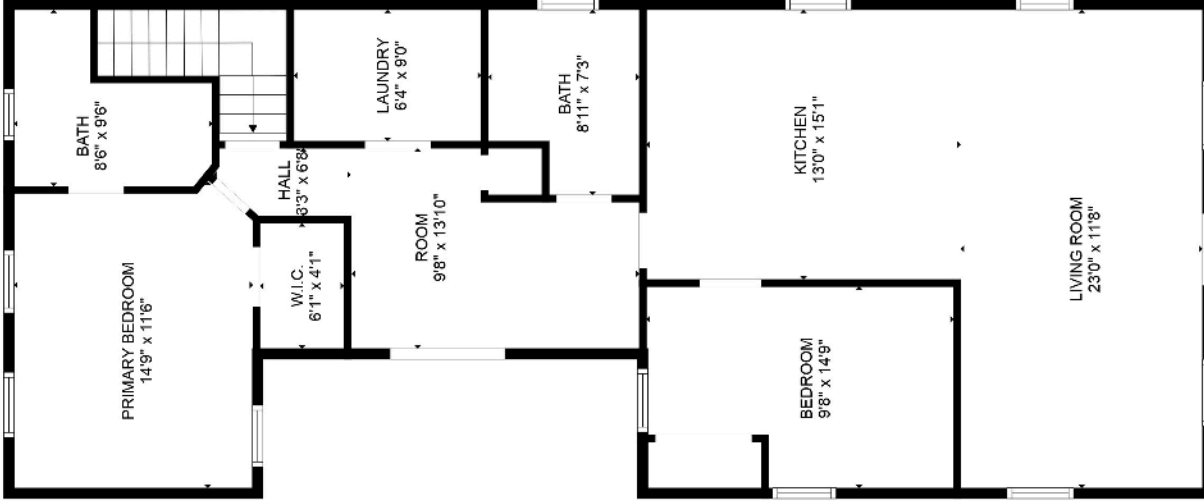 BATH
8'6" x 9'6"
LAUNDRY
6'4" x 9'0"
BATH
8'11" x 7'3"
KITCHEN
13'0" x 15'1"
LIVING ROOM
23'0" x 11'8"
HALL
3'3" x 6'8"
ROOM
9'8" x 13'10"
W.I.C.
6'1" x 4'1"
PRIMARY BEDROOM
14'9" x 11'6"
BEDROOM
9'8" x 14'9"